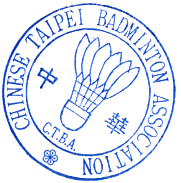 CHINESE TAIPEI BADMINTON ASSOCIATION
中
華
C.T.B.A.